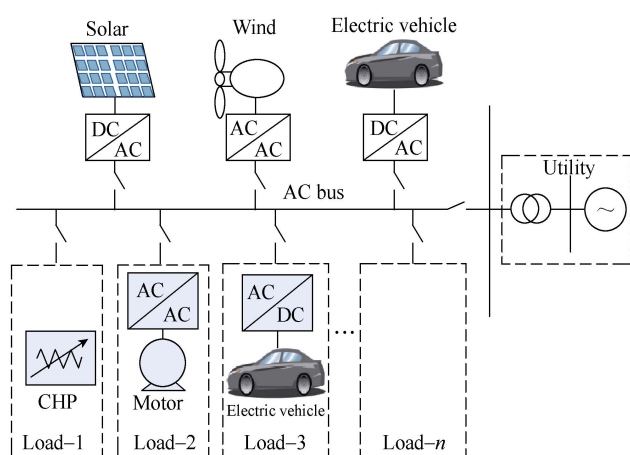 Solar
Wind
Electric vehicle
DC
AC
AC
AC
DC
AC
Utility
AC bus
~
AC
AC
AC
DC
...
CHP
Motor
Electric vehicle
Load–1
Load–2
Load–3
Load–n